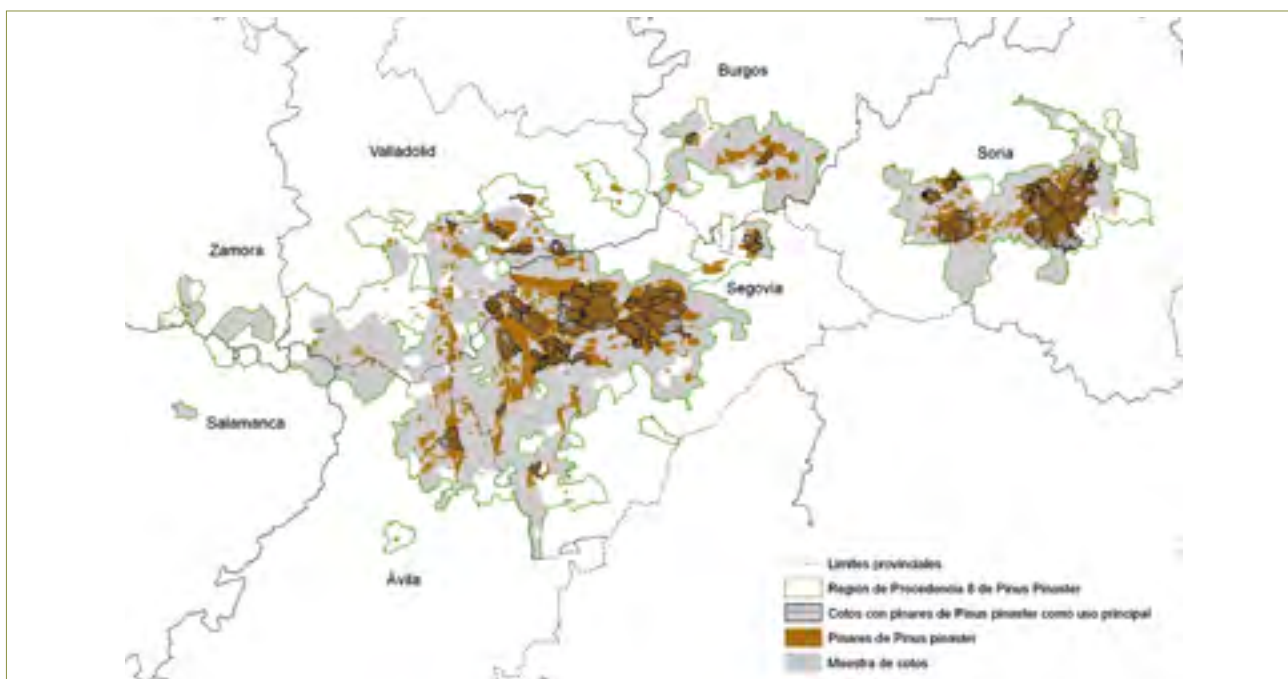 Burgos
Valladolid
Soria
Zamora
Segovia
Salamanca
Ávila
Límites provinciales
Región de Procedencia 8 de Pinus Pinaster
Cotos con pinares de Pinus pinaster como uso principal
Pinares de Pinus pinaster
Muestra de cotos